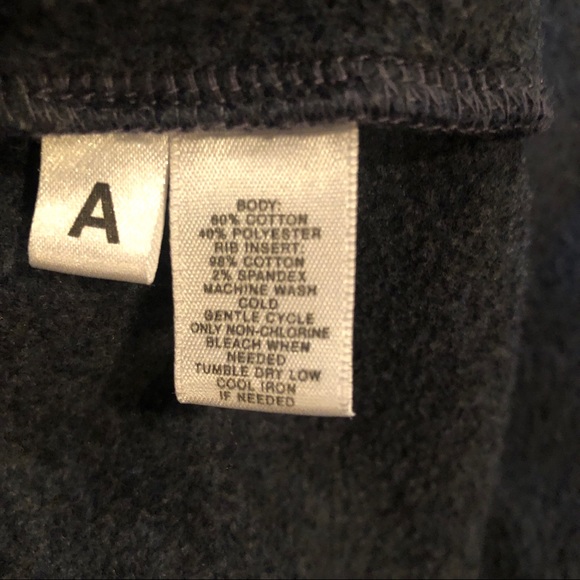 A
BODY:
60% COTTON
40% POLYESTER
RIB INSERT:
98% COTTON
2% SPANDEX
MACHINE WASH
COLD
GENTLE CYCLE
ONLY NON-CHLORINE
BLEACH WHEN
NEEDED
TUMBLE DRY LOW
COOL IRON
IF NEEDED